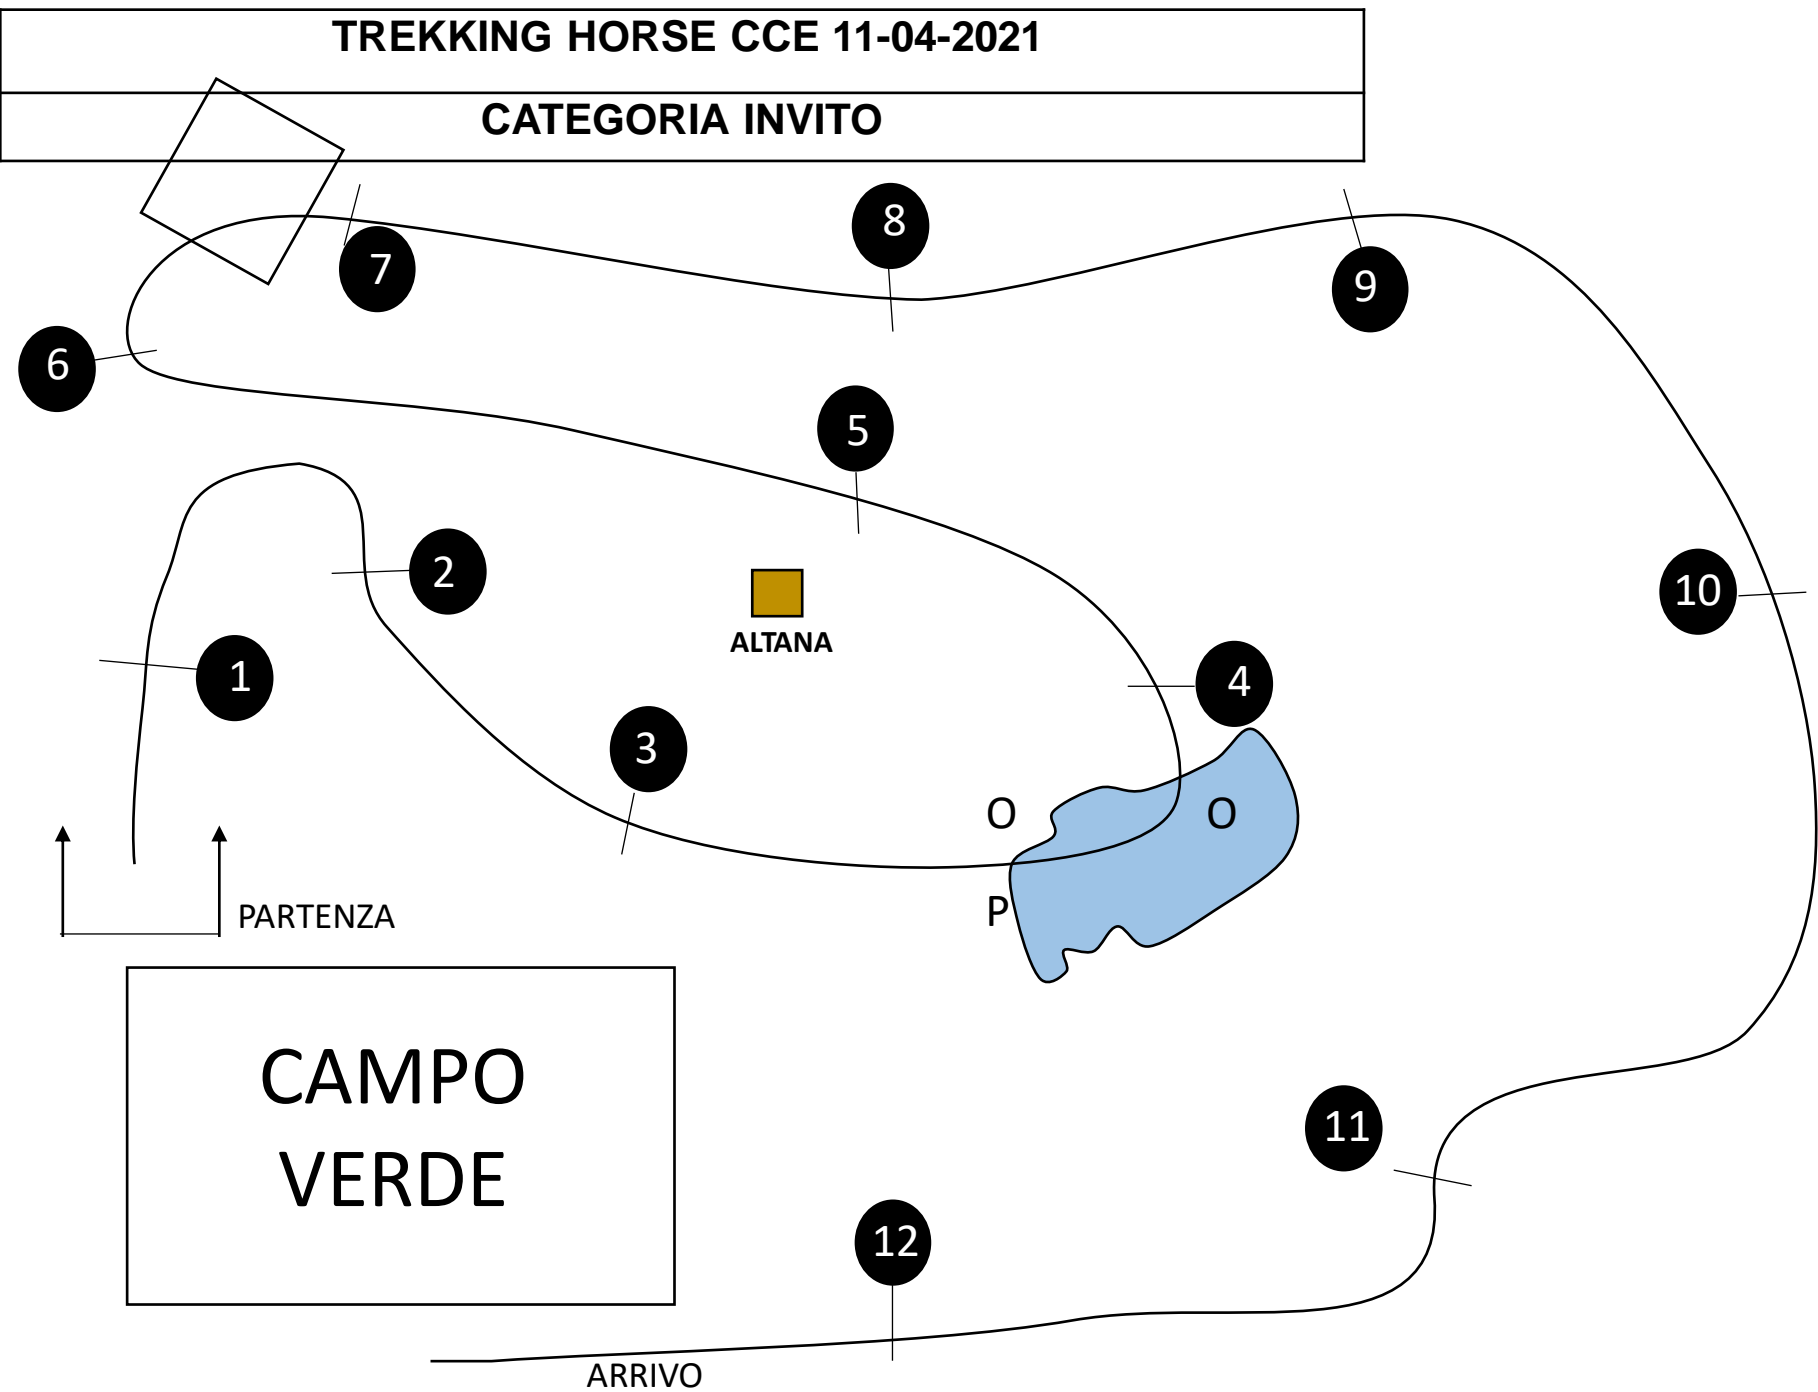 TREKKING HORSE CCE 11-04-2021
CATEGORIA INVITO
8
7
9
6
5
2
10
ALTANA
1
4
3
O
O
P
PARTENZA
CAMPO
VERDE
11
12
ARRIVO